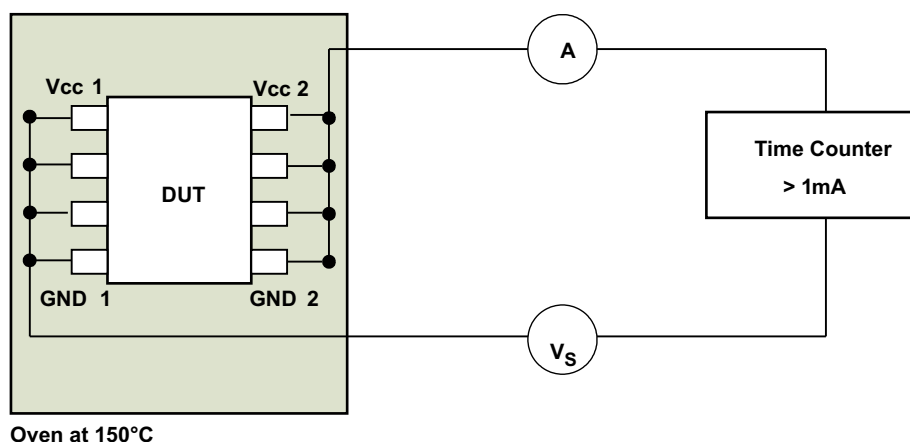 A
Vcc 1
Vcc 2
Time Counter
> 1mA
DUT
GND 1
GND 2
VS
Oven at 150°C